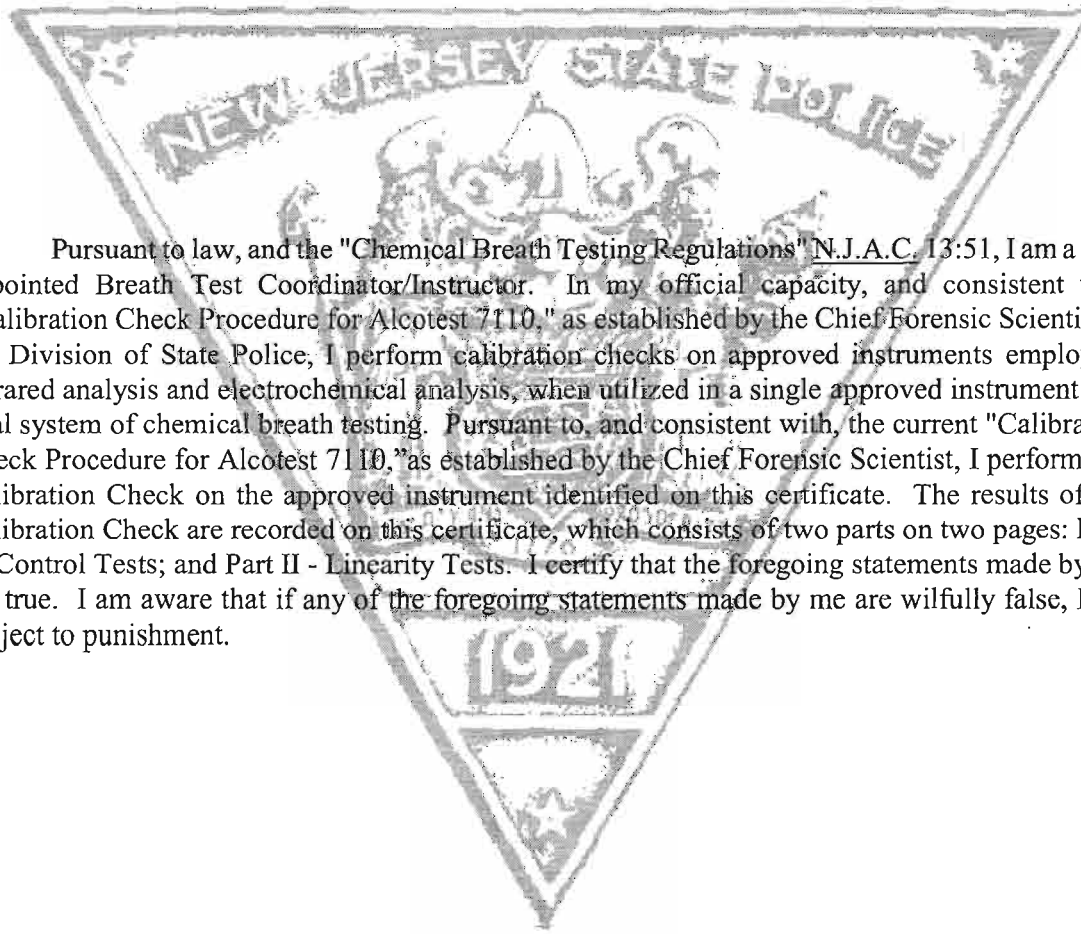 NEW JERSEY STATE POLICE
Pursuant to law, and the "Chemical Breath Testing Regulations" N.J.A.C. 13:51, I am a
pointed Breath Test Coordinator/Instructor. In my official capacity, and consistent
alibration Check Procedure for Alcotest 7110," as established by the Chief Forensic Scienti
Division of State Police, I perform calibration checks on approved instruments employ
rared analysis and electrochemical analysis, when utilized in a single approved instrument
al system of chemical breath testing. Pursuant to, and consistent with, the current "Calibra
eck Procedure for Alcotest 7110," as established by the Chief Forensic Scientist, I perform
libration Check on the approved instrument identified on this certificate. The results of
libration Check are recorded on this certificate, which consists of two parts on two pages:
Control Tests; and Part II - Linearity Tests. I certify that the foregoing statements made by
true. I am aware that if any of the foregoing statements made by me are wilfully false, I
ject to punishment.
1921